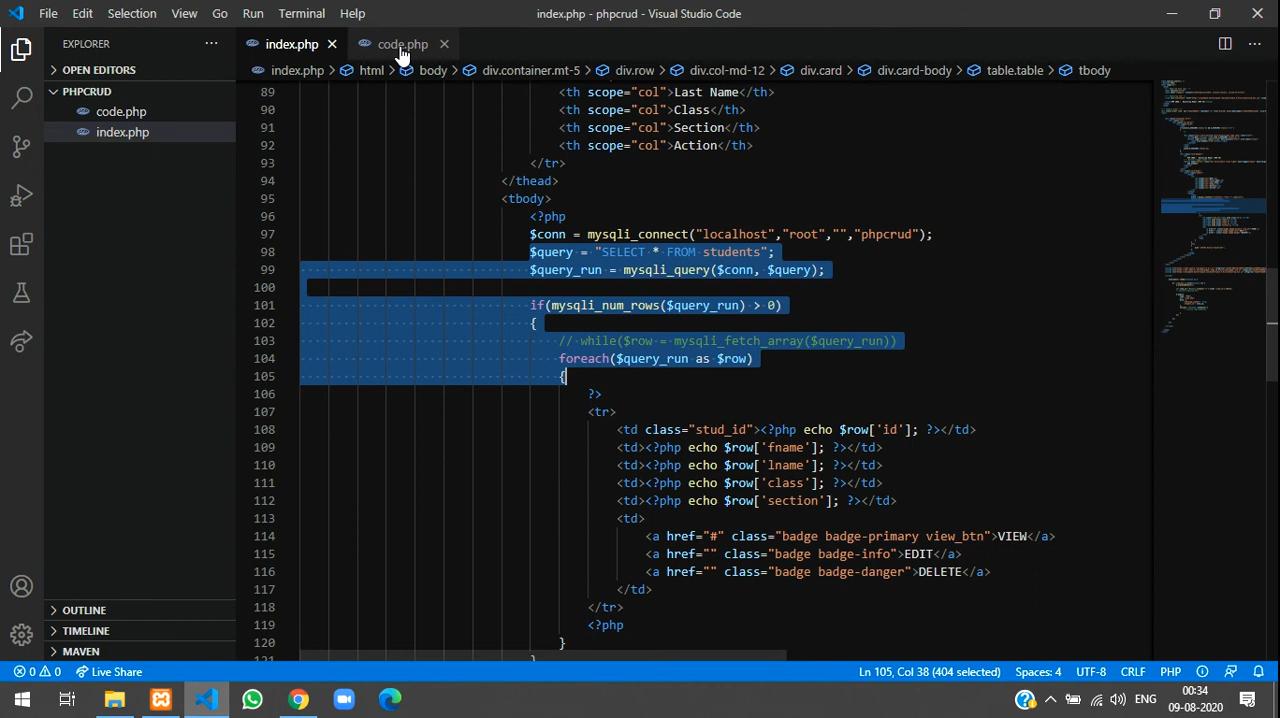 File Edit Selection View Go Run Terminal Help index.php - phpcrud - Visual Studio Code
EXPLORER ... index.php code.php
OPEN EDITORS index.php > html > body > div.container.mt-5 > div.row > div.col-md-12 > div.card > div.card-body > table.table > tbody
PHPCRUD
code.php
index.php
89 <th scope="col">Last Name</th>
90 <th scope="col">Class</th>
91 <th scope="col">Section</th>
92 <th scope="col">Action</th>
93 </tr>
94 </thead>
95 <tbody>
96 <?php
97 $conn = mysqli_connect("localhost","root","","phpcrud");
98 $query = "SELECT * FROM students";
99 $query_run = mysqli_query($conn, $query);
100
101 if(mysqli_num_rows($query_run) > 0)
102 {
103 // while($row = mysqli_fetch_array($query_run))
104 foreach($query_run as $row)
105 {
106 ?>
107 <tr>
108 <td class="stud_id"><?php echo $row['id']; ?></td>
109 <td><?php echo $row['fname']; ?></td>
110 <td><?php echo $row['lname']; ?></td>
111 <td><?php echo $row['class']; ?></td>
112 <td><?php echo $row['section']; ?></td>
113 <td>
114 <a href="#" class="badge badge-primary view_btn">VIEW</a>
115 <a href="" class="badge badge-info">EDIT</a>
116 <a href="" class="badge badge-danger">DELETE</a>
117 </td>
118 </tr>
119 <?php
120 }
121 }
OUTLINE
TIMELINE
MAVEN
0 0 Live Share Ln 105, Col 38 (404 selected) Spaces: 4 UTF-8 CRLF PHP
ENG 00:34
09-08-2020